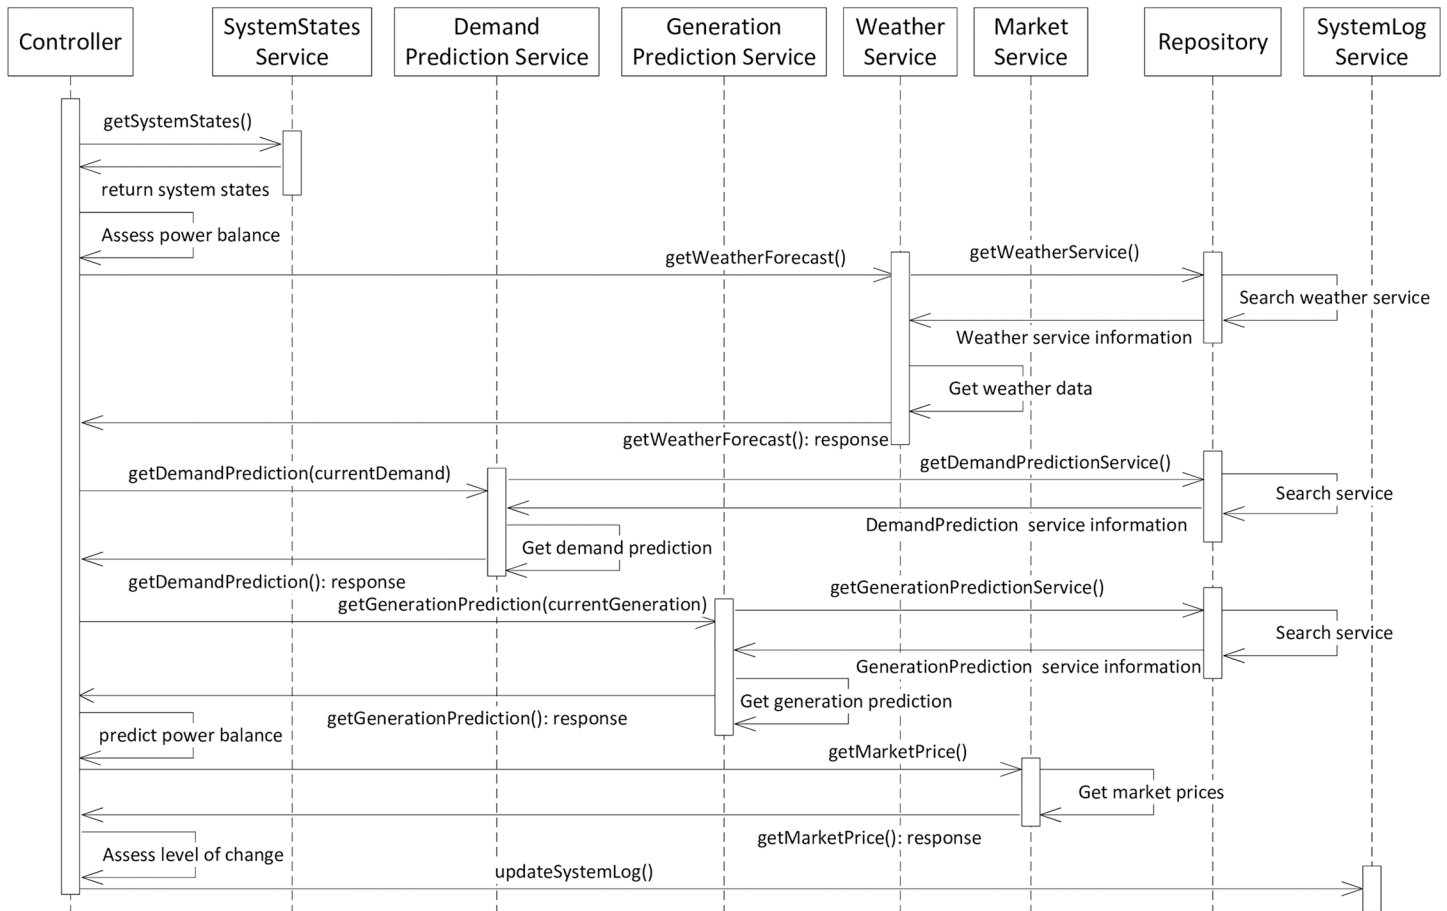 Controller
SystemStates
Service
Demand
Prediction Service
Generation
Prediction Service
Weather
Service
Market
Service
Repository
SystemLog
Service
getSystemStates()
return system states
Assess power balance
getWeatherForecast()
getWeatherService()
Search weather service
Weather service information
Get weather data
getWeatherForecast(): response
getDemandPrediction(currentDemand)
getDemandPredictionService()
Search service
DemandPrediction  service information
Get demand prediction
getDemandPrediction(): response
getGenerationPrediction(currentGeneration)
getGenerationPredictionService()
Search service
GenerationPrediction  service information
Get generation prediction
getGenerationPrediction(): response
predict power balance
getMarketPrice()
Get market prices
getMarketPrice(): response
Assess level of change
updateSystemLog()